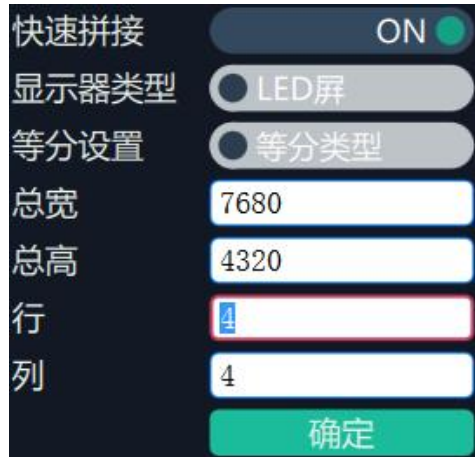 快速拼接 ON
显示器类型 LED屏
等分设置 等分类型
总宽 7680
总高 4320
行 4
列 4
确定